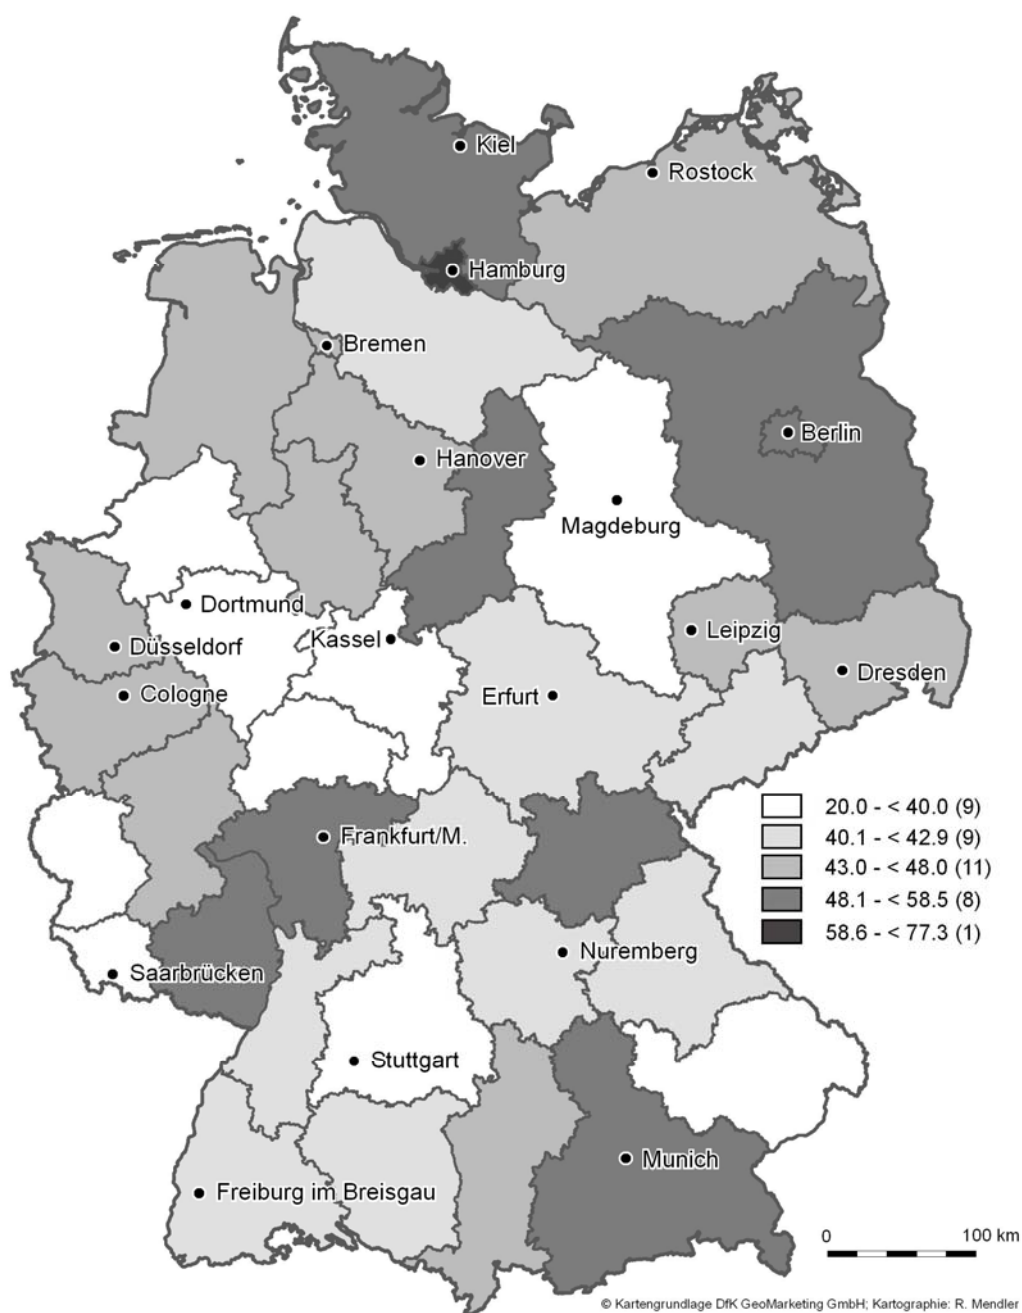 Kiel
Rostock
Hamburg
Bremen
Berlin
Hanover
Magdeburg
Dortmund
Kassel
Leipzig
Düsseldorf
Dresden
Cologne
Erfurt
20.0 - < 40.0 (9)
Frankfurt/M.
40.1 - < 42.9 (9)
43.0 - < 48.0 (11)
48.1 - < 58.5 (8)
58.6 - < 77.3 (1)
Nuremberg
Saarbrücken
Stuttgart
Munich
Freiburg im Breisgau
0 100 km
© Kartengrundlage DfK GeoMarketing GmbH; Kartographie: R. Mendler